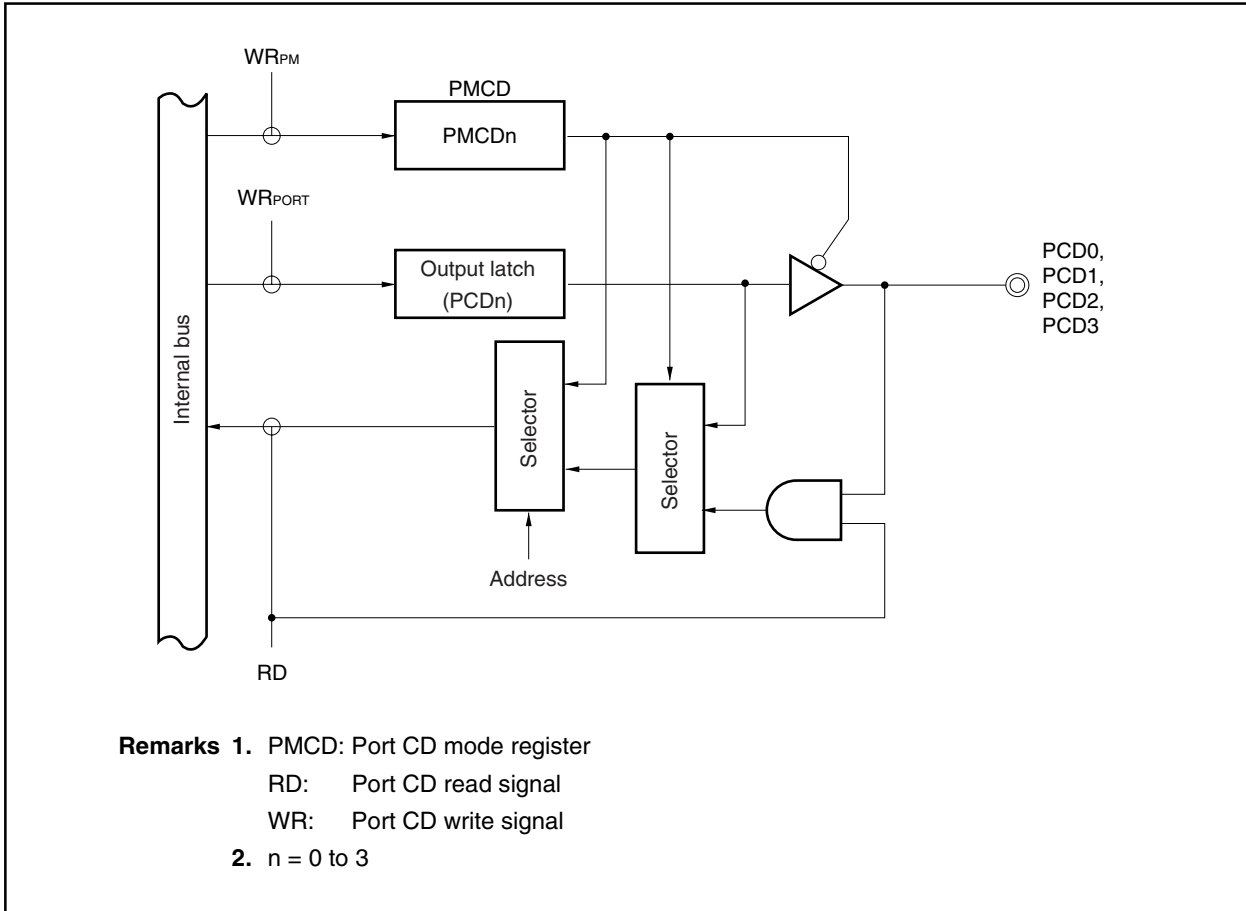 WRPM
PMCD
PMCDn
WRPORT
Output latch
(PCDn)
PCD0,
PCD1,
PCD2,
PCD3
Internal bus
Selector
Selector
Address
RD
Remarks 1. PMCD: Port CD mode register
RD: Port CD read signal
WR: Port CD write signal
2. n = 0 to 3